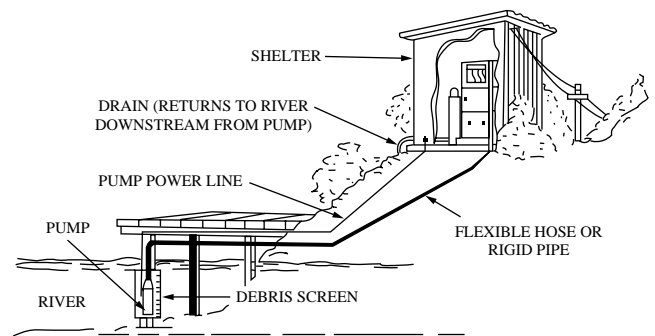 SHELTER
DRAIN (RETURNS TO RIVER
DOWNSTREAM FROM PUMP)
PUMP POWER LINE
FLEXIBLE HOSE OR
RIGID PIPE
PUMP
RIVER
DEBRIS SCREEN